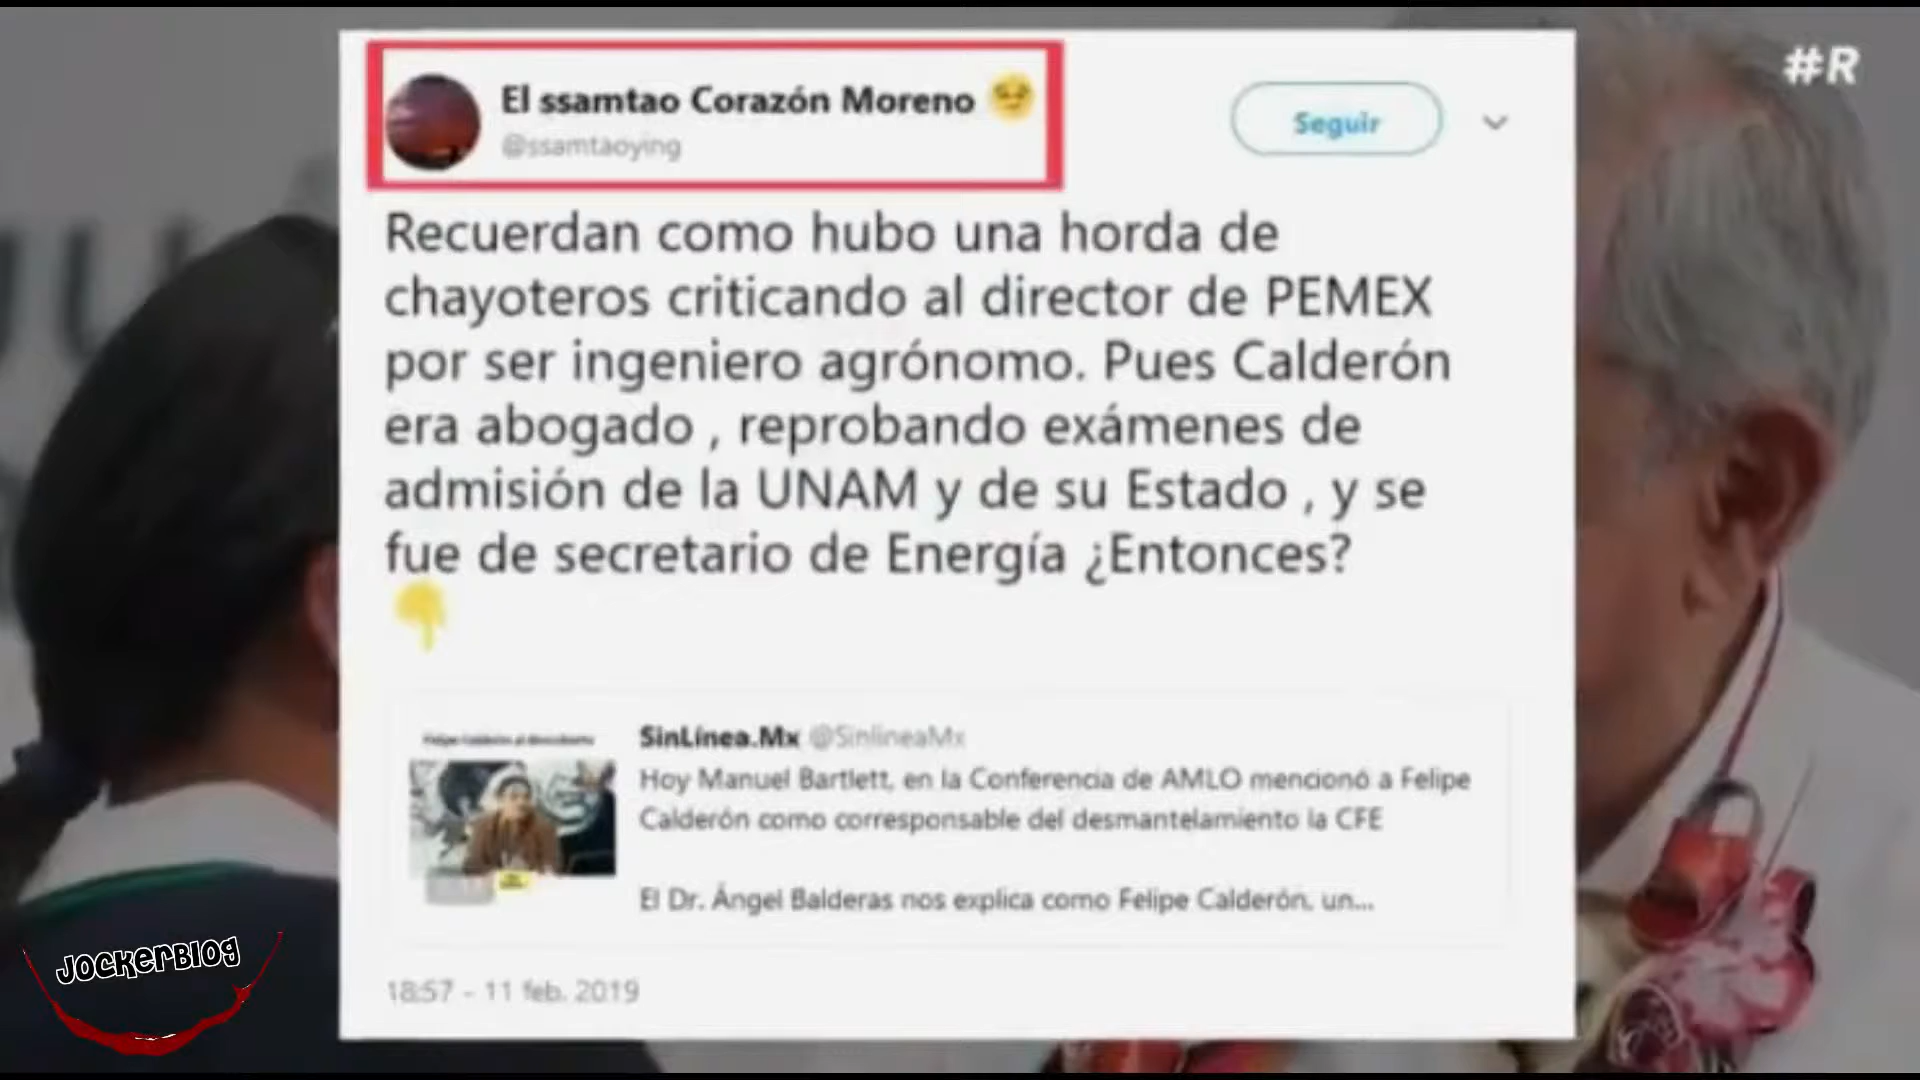 #R
El ssamtao Corazón Moreno
@ssamtaoying
Seguir
Recuerdan como hubo una horda de
chayoteros criticando al director de PEMEX
por ser ingeniero agrónomo. Pues Calderón
era abogado , reprobando exámenes de
admisión de la UNAM y de su Estado , y se
fue de secretario de Energía ¿Entonces?
SinLínea.Mx @SinlineaMx
Hoy Manuel Bartlett, en la Conferencia de AMLO mencionó a Felipe
Calderón como corresponsable del desmantelamiento la CFE
El Dr. Ángel Balderas nos explica como Felipe Calderón, un...
18:57 - 11 feb. 2019
JOCKERBLOG